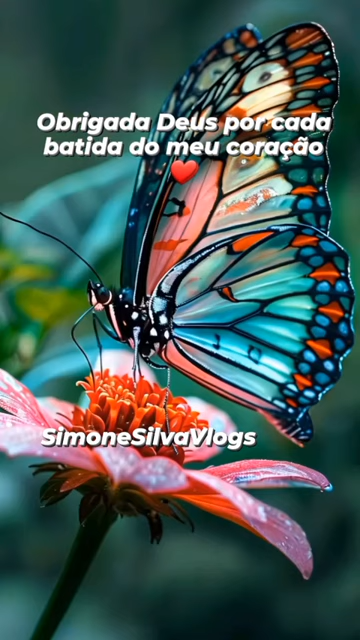 Obrigada Deus por cada
batida do meu coração
❤️
SimoneSilvaVlogs